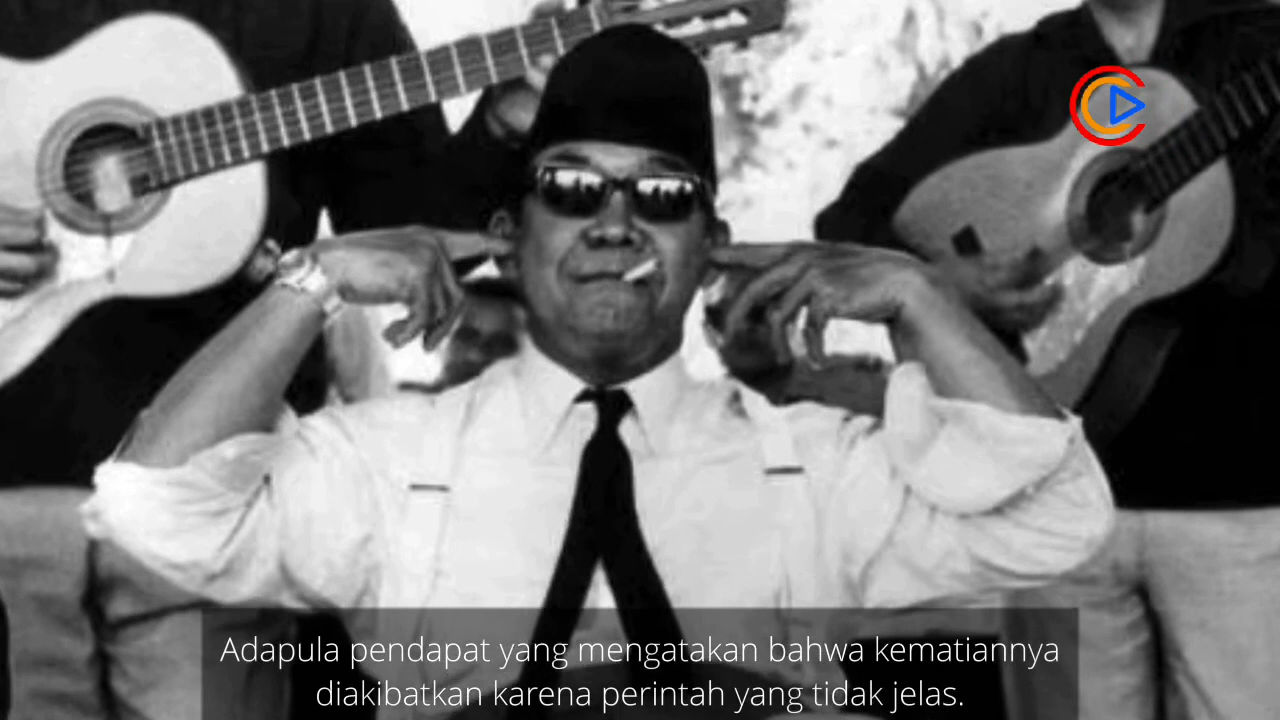 Adapula pendapat yang mengatakan bahwa kematiannya
diakibatkan karena perintah yang tidak jelas.